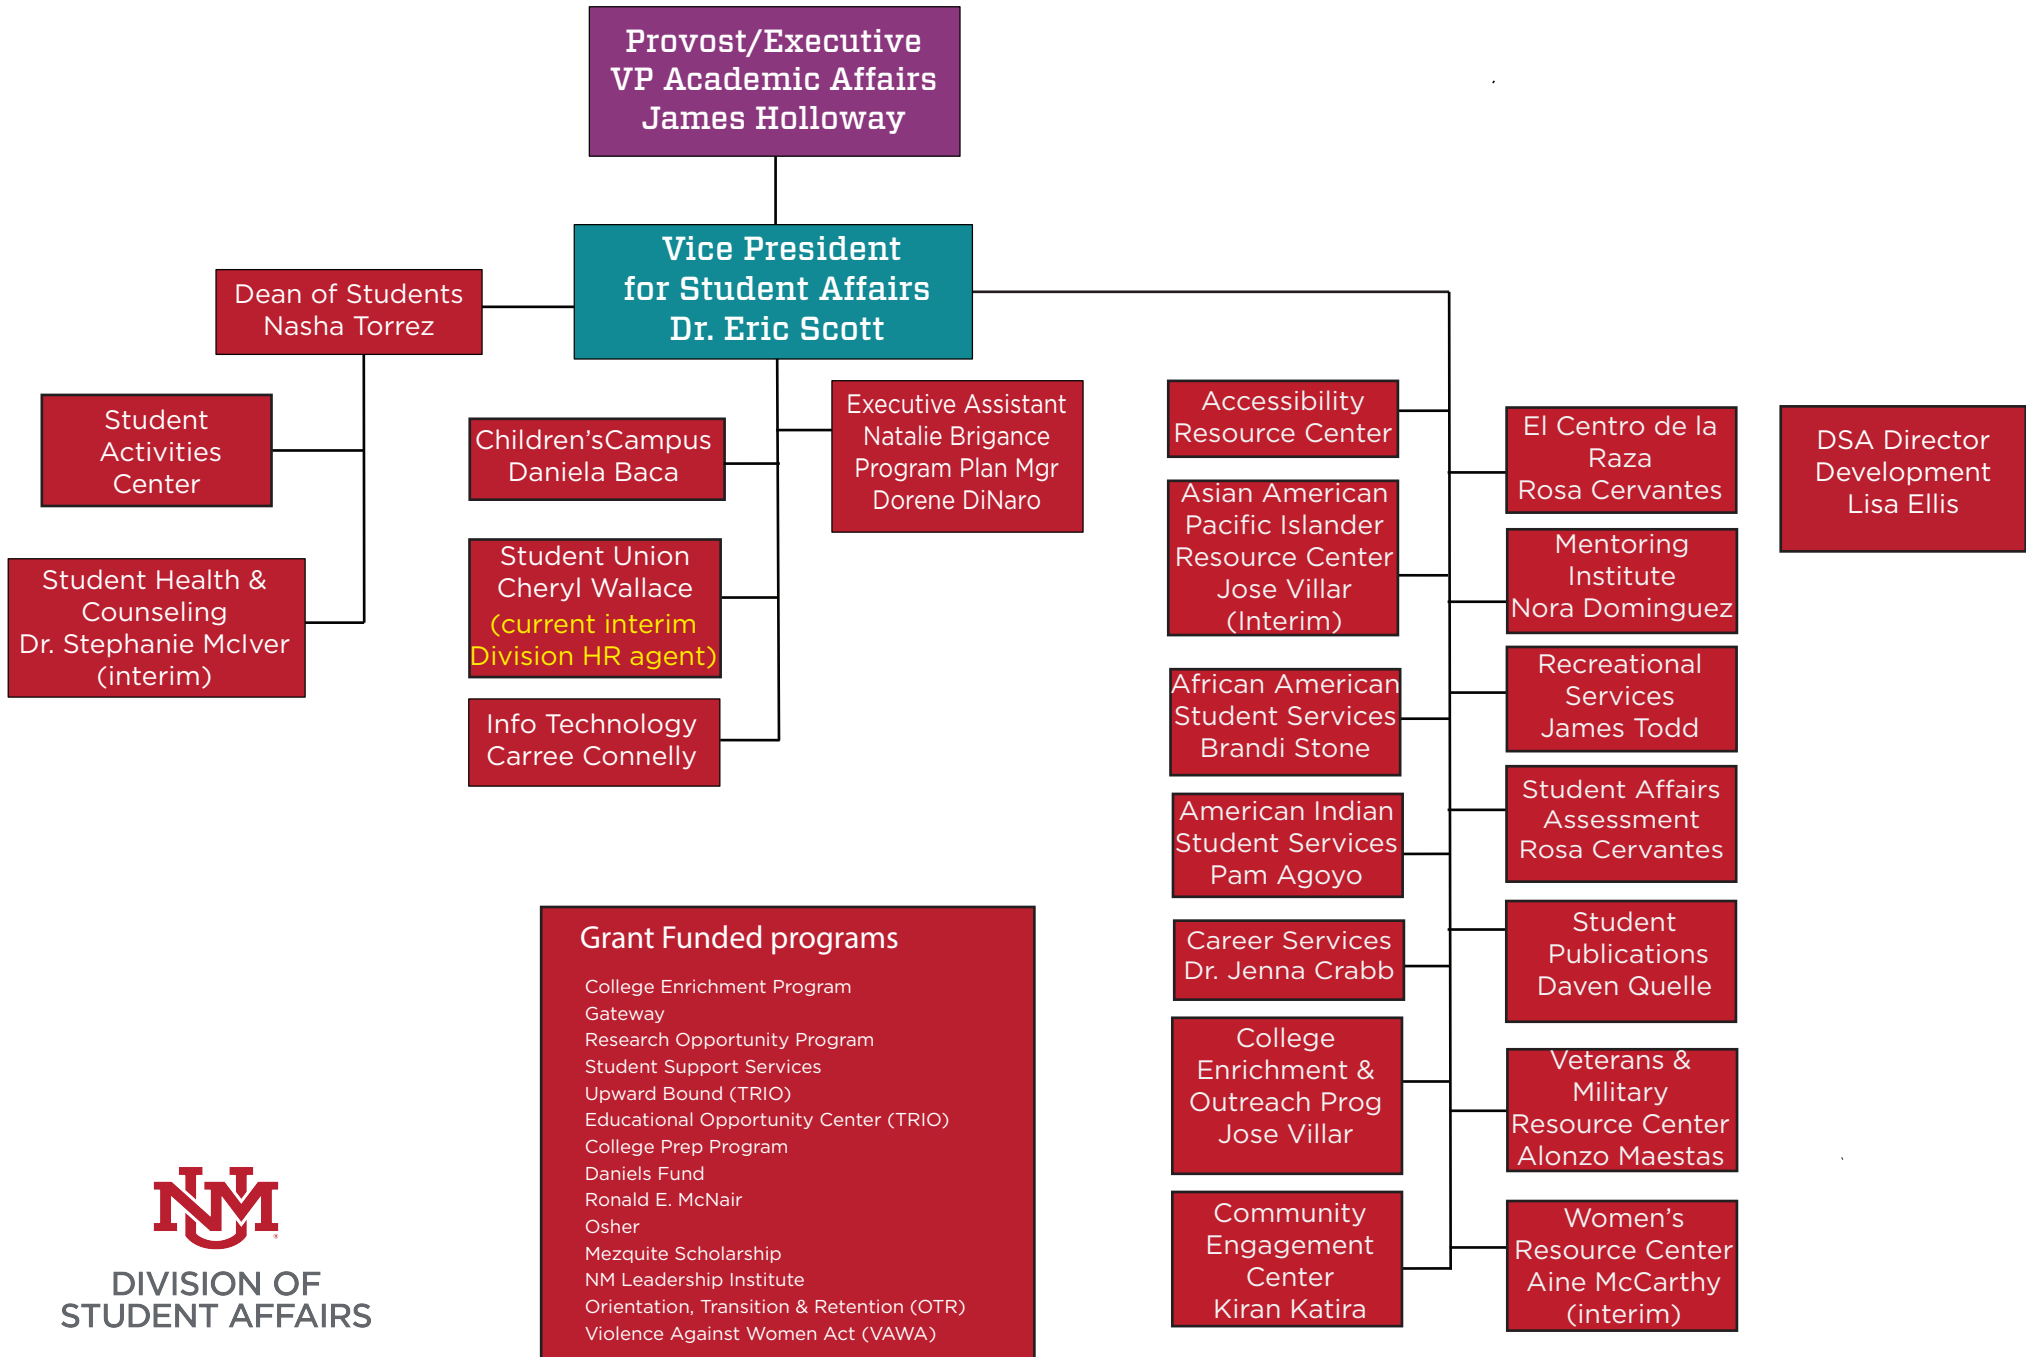 Provost/Executive
VP Academic Affairs
James Holloway
Vice President
for Student Affairs
Dr. Eric Scott
Dean of Students
Nasha Torrez
Student
Activities
Center
Student Health &
Counseling
Dr. Stephanie McIver
(interim)
Children'sCampus
Daniela Baca
Student Union
Cheryl Wallace
(current interim
Division HR agent)
Info Technology
Carree Connelly
Executive Assistant
Natalie Brigance
Program Plan Mgr
Dorene DiNaro
Accessibility
Resource Center
Asian American
Pacific Islander
Resource Center
Jose Villar
(Interim)
African American
Student Services
Brandi Stone
American Indian
Student Services
Pam Agoyo
Career Services
Dr. Jenna Crabb
College
Enrichment &
Outreach Prog
Jose Villar
Community
Engagement
Center
Kiran Katira
El Centro de la
Raza
Rosa Cervantes
Mentoring
Institute
Nora Dominguez
Recreational
Services
James Todd
Student Affairs
Assessment
Rosa Cervantes
Student
Publications
Daven Quelle
Veterans &
Military
Resource Center
Alonzo Maestas
Women's
Resource Center
Aine McCarthy
(interim)
DSA Director
Development
Lisa Ellis
Grant Funded programs
College Enrichment Program
Gateway
Research Opportunity Program
Student Support Services
Upward Bound (TRIO)
Educational Opportunity Center (TRIO)
College Prep Program
Daniels Fund
Ronald E. McNair
Osher
Mezquite Scholarship
NM Leadership Institute
Orientation, Transition & Retention (OTR)
Violence Against Women Act (VAWA)
UNM®
DIVISION OF
STUDENT AFFAIRS